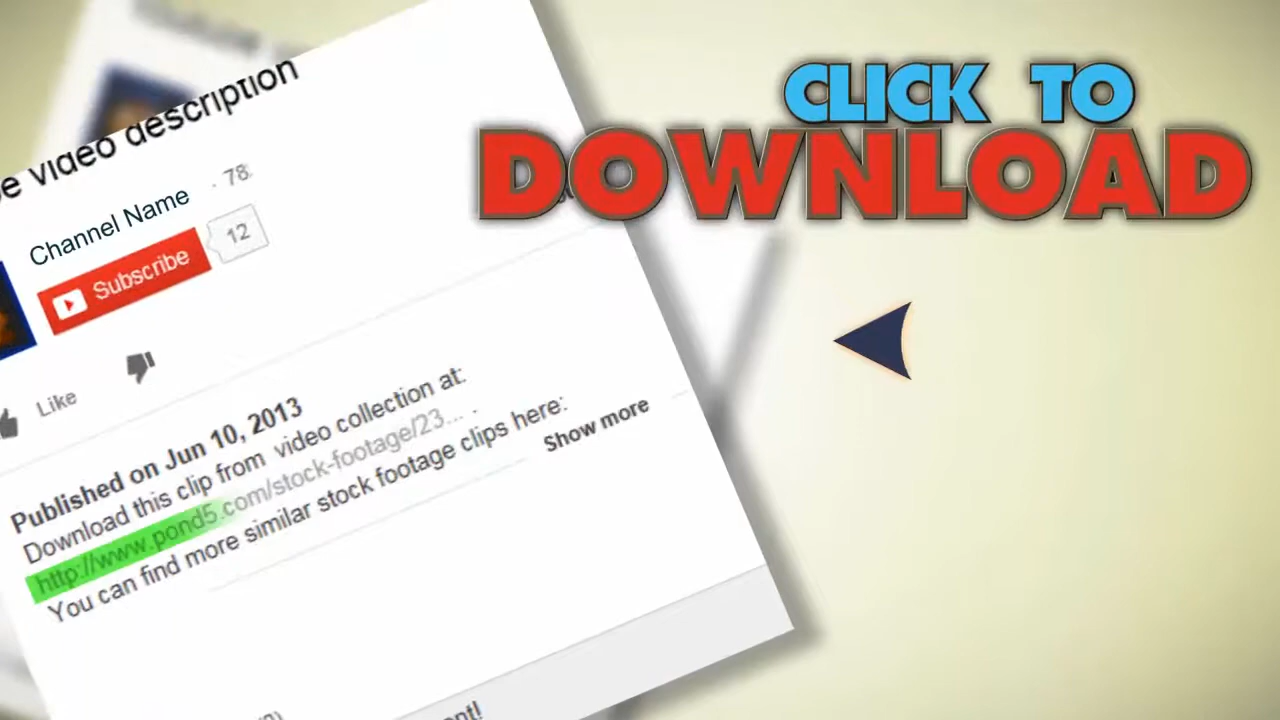 CLICK TO
DOWNLOAD
video description
Channel Name
78
Subscribe
12
Like
Published on Jun 10, 2013
Download this clip from video collection at:
http://www.pond5.com/stock-footage/23...
You can find more similar stock footage clips here:
Show more